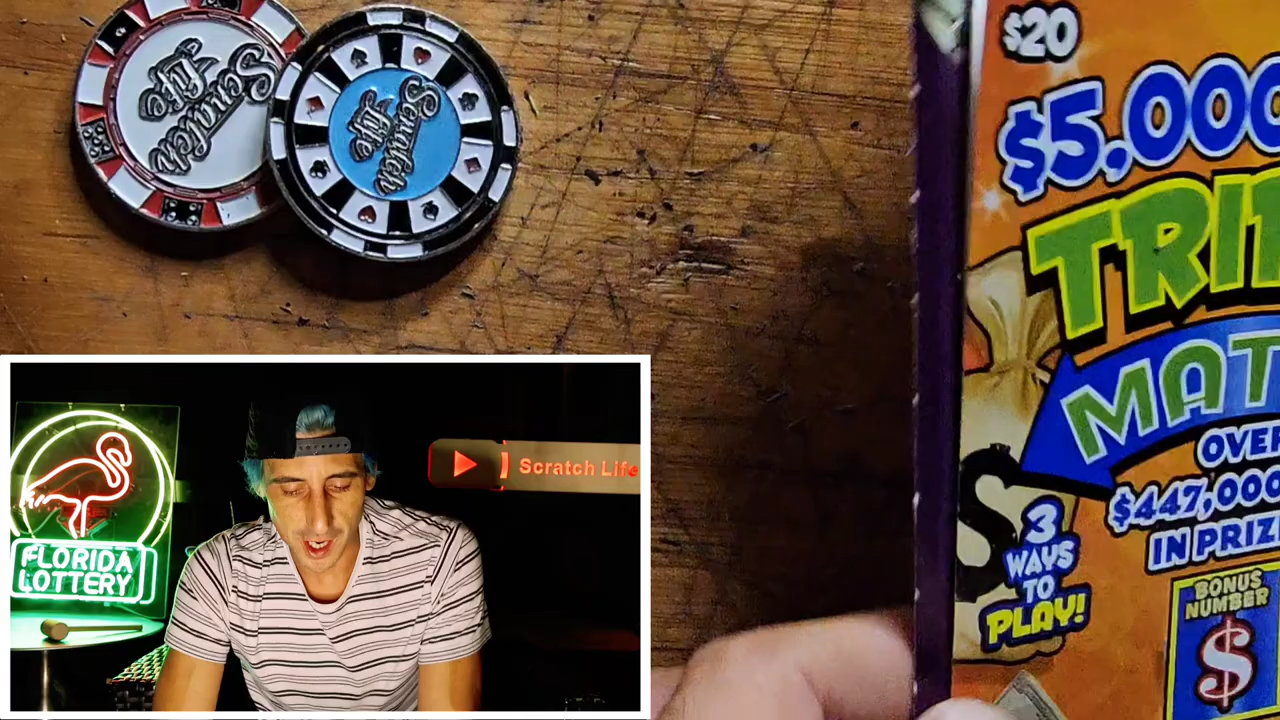 Scratch
Life
Scratch
Life
$20
$5,000
TRI
MAT
OVER
$447,000
IN PRIZ
3
WAYS
TO
PLAY!
BONUS
NUMBER
$
$
Scratch Life
FLORIDA
LOTTERY